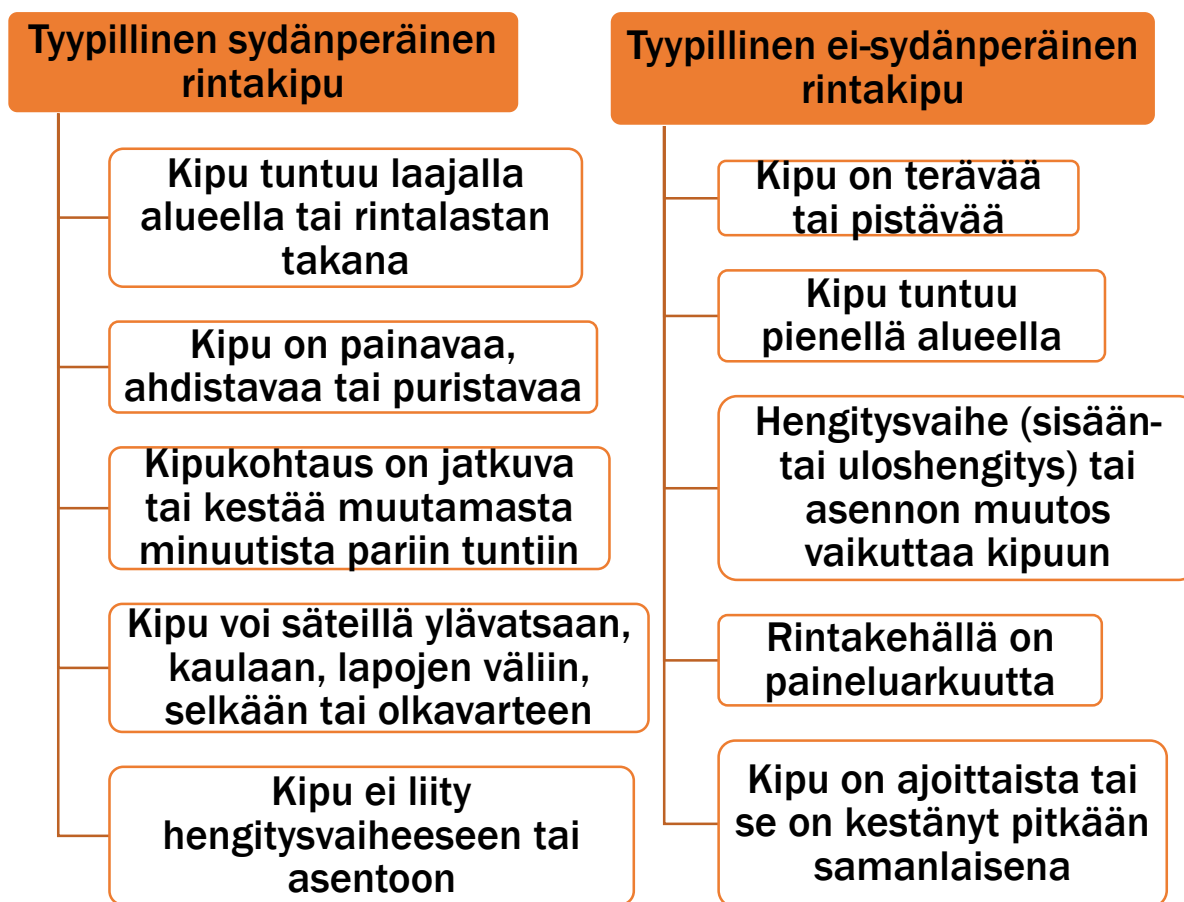 Tyypillinen sydänperäinen
rintakipu
Kipu tuntuu laajalla
alueella tai rintalastan
takana
Kipu on painavaa,
ahdistavaa tai puristavaa
Kipukohtaus on jatkuva
tai kestää muutamasta
minuutista pariin tuntiin
Kipu voi säteillä ylävatsaan,
kaulaan, lapojen väliin,
selkään tai olkavarteen
Kipu ei liity
hengitysvaiheeseen tai
asentoon
Tyypillinen ei-sydänperäinen
rintakipu
Kipu on terävää
tai pistävää
Kipu tuntuu
pienellä alueella
Hengitysvaihe (sisään-
tai uloshengitys) tai
asennon muutos
vaikuttaa kipuun
Rintakehällä on
paineluarkuutta
Kipu on ajoittaista tai
se on kestänyt pitkään
samanlaisena